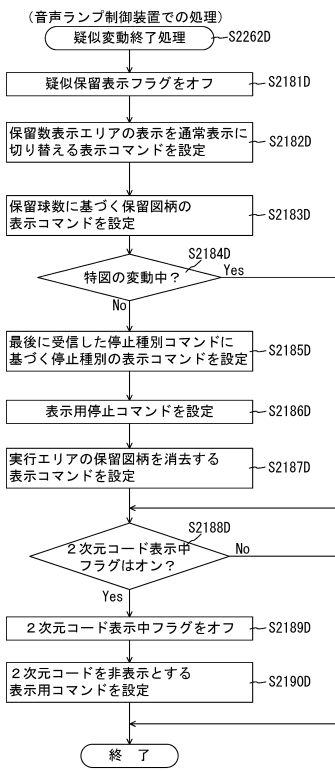 (音声ランプ制御装置での処理)
疑似変動終了処理 S2262D
疑似保留表示フラグをオフ S2181D
保留数表示エリアの表示を通常表示に
切り替える表示コマンドを設定 S2182D
保留球数に基づく保留図柄の
表示コマンドを設定 S2183D
S2184D
特図の変動中? Yes
No
最後に受信した停止種別コマンドに
基づく停止種別の表示コマンドを設定 S2185D
表示用停止コマンドを設定 S2186D
実行エリアの保留図柄を消去する
表示コマンドを設定 S2187D
S2188D
2次元コード表示中
フラグはオン? No
Yes
2次元コード表示中フラグをオフ S2189D
2次元コードを非表示とする
表示用コマンドを設定 S2190D
終 了